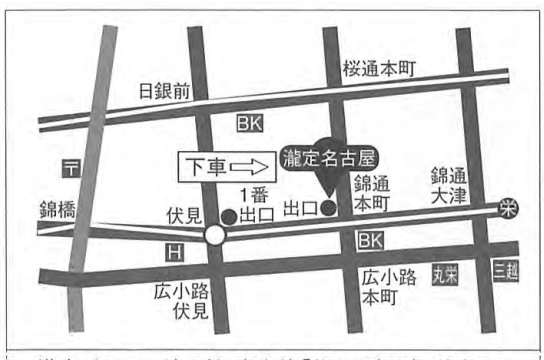 桜通本町
日銀前
BK
〒
下車
瀧定名古屋
1番
出口
出口
錦通
本町
錦通
大津
栄
錦橋
伏見
H
BK
広小路
伏見
広小路
本町
丸栄
三越